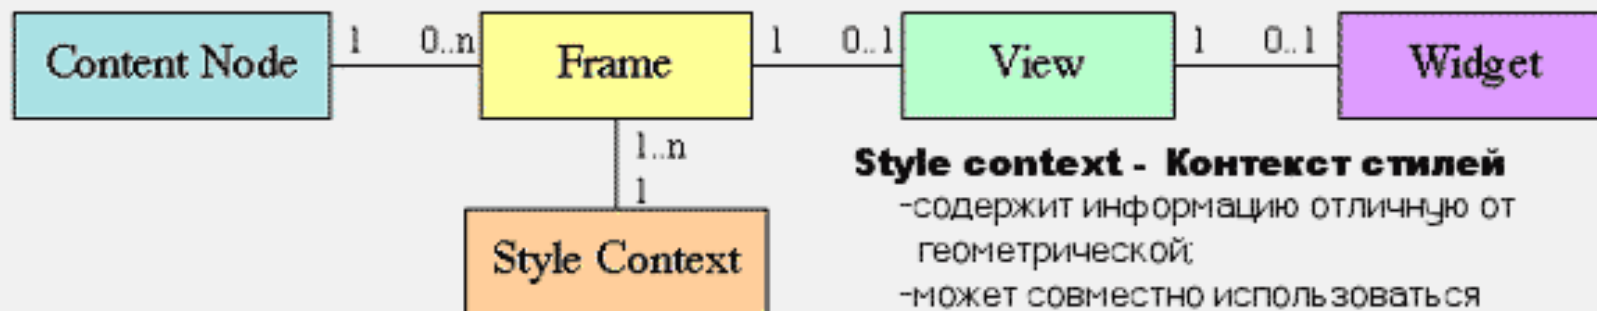 Content Node 1 0..n Frame 1 0..1 View 1 0..1 Widget
1..n
1
Style Context
Style context - Контекст стилей
-содержит информацию отличную от
геометрической;
-может совместно использоваться